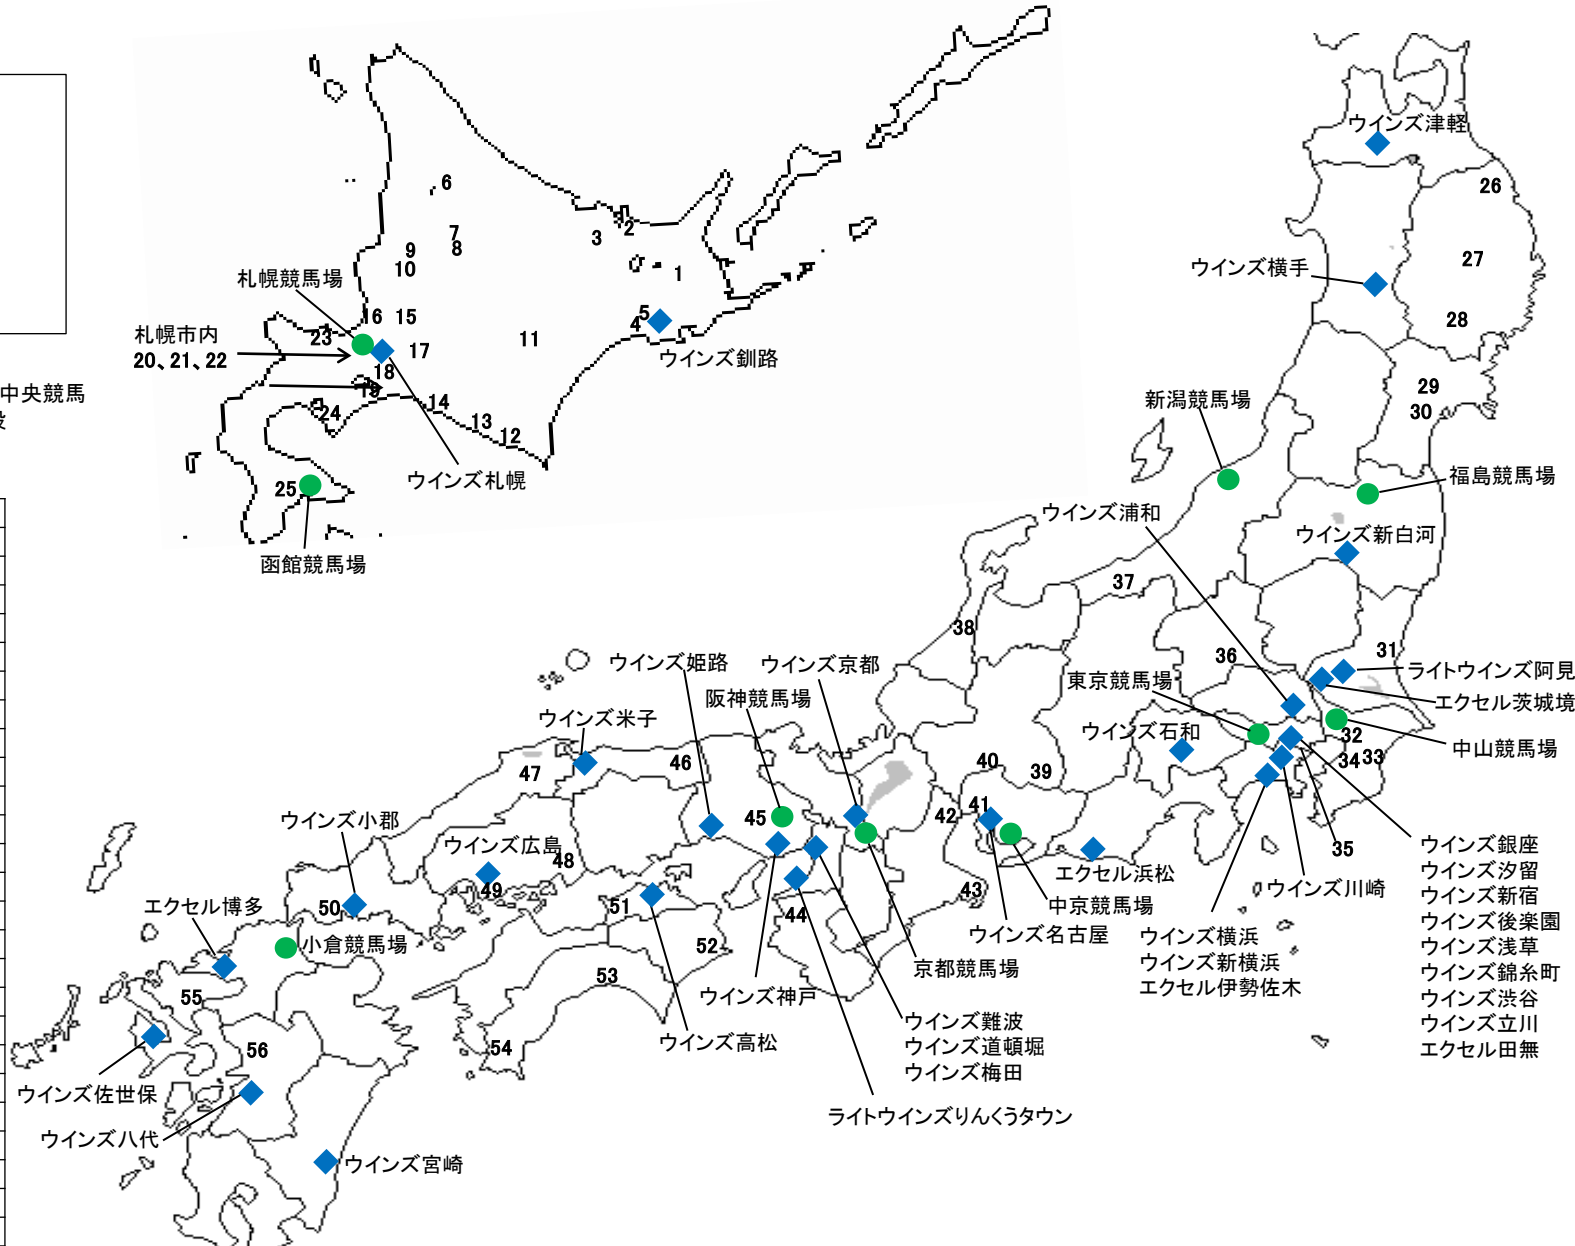 ウインズ津軽
6
26
7
8
9
10
3
2
1
27
札幌競馬場
ウインズ横手
16
15
5
4
28
札幌市内
20、21、22
23
17
11
ウインズ釧路
18
19
中央競馬
設
24
14
13
12
29
30
新潟競馬場
ウインズ札幌
25
函館競馬場
福島競馬場
ウインズ浦和
ウインズ新白河
37
38
31
36
ウインズ姫路
ウインズ京都
ライトウインズ阿見
東京競馬場
阪神競馬場
エクセル茨城境
ウインズ米子
ウインズ石和
32
中山競馬場
34
33
47
46
40
39
41
42
45
ウインズ小郡
ウインズ広島
48
49
エクセル浜松
35
43
ウインズ川崎
中京競馬場
ウインズ名古屋
エクセル博多
50
51
44
小倉競馬場
52
53
京都競馬場
ウインズ神戸
ウインズ横浜
ウインズ新横浜
エクセル伊勢佐木
ウインズ銀座
ウインズ汐留
ウインズ新宿
ウインズ後楽園
ウインズ浅草
ウインズ錦糸町
ウインズ渋谷
ウインズ立川
エクセル田無
55
54
56
ウインズ高松
ウインズ難波
ウインズ道頓堀
ウインズ梅田
ウインズ佐世保
ライトウインズりんくうタウン
ウインズ八代
ウインズ宮崎